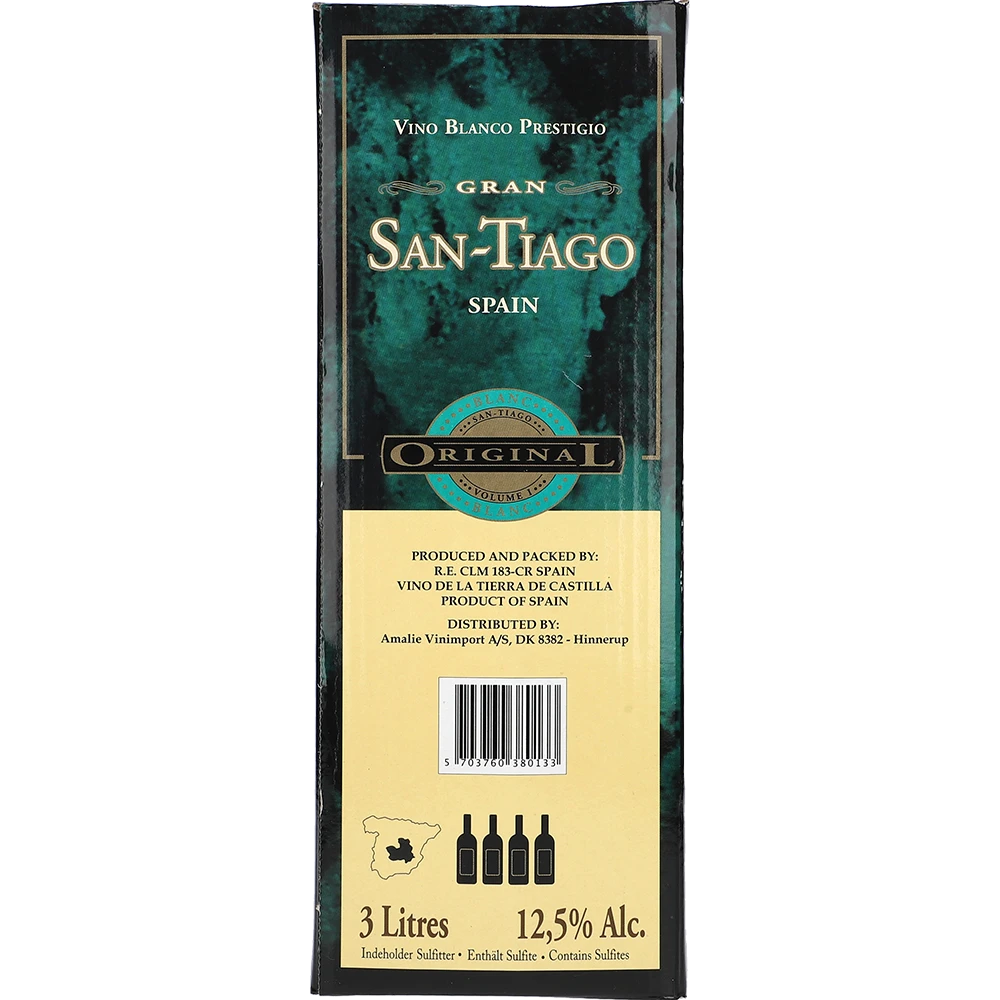 VINO BLANCO PRESTIGIO
GRAN
SAN-TIAGO
SPAIN
BLANC
SAN-TIAGO
ORIGINAL
VOLUME I
BLANC
PRODUCED AND PACKED BY:
R.E. CLM 183-CR SPAIN
VINO DE LA TIERRA DE CASTILLA
PRODUCT OF SPAIN
DISTRIBUTED BY:
Amalie Vinimport A/S, DK 8382 - Hinnerup
5 703760 380133
3 Litres 12,5% Alc.
Indeholder Sulfitter • Enthält Sulfite • Contains Sulfites